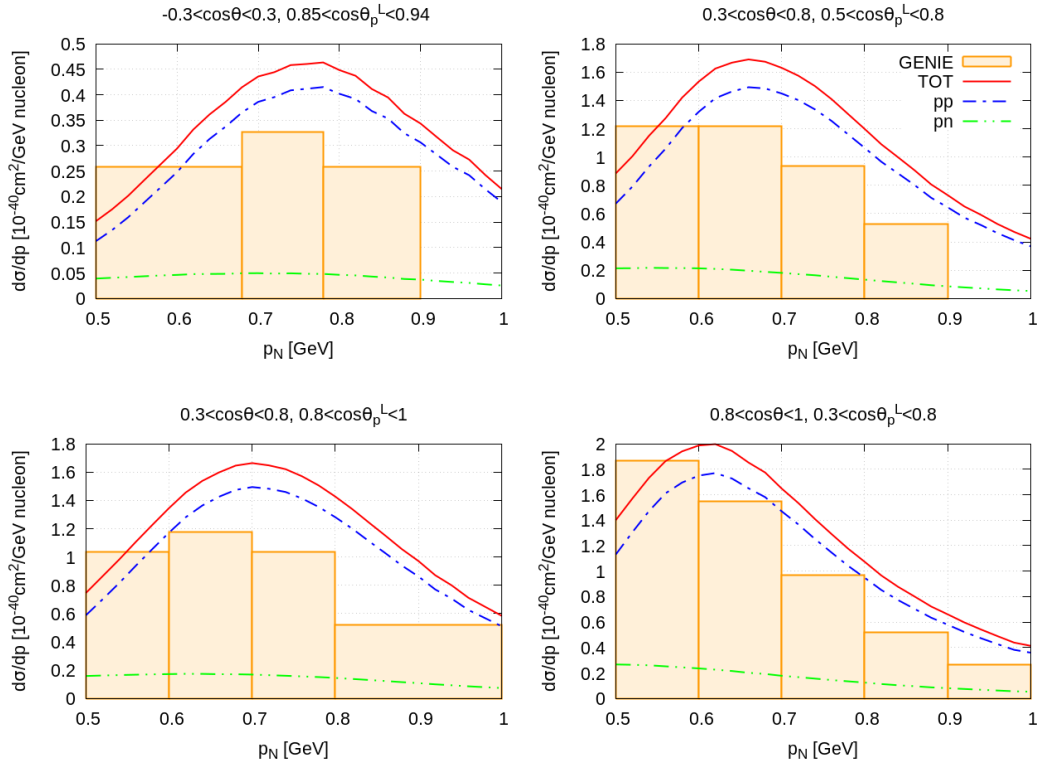 -0.3<cosθ<0.3, 0.85<cosθ_p^L<0.94
dσ/dp [10^-40 cm^2/GeV nucleon]
0.5
0.45
0.4
0.35
0.3
0.25
0.2
0.15
0.1
0.05
0
0.5 0.6 0.7 0.8 0.9 1
p_N [GeV]
0.3<cosθ<0.8, 0.5<cosθ_p^L<0.8
dσ/dp [10^-40 cm^2/GeV nucleon]
1.8
1.6
1.4
1.2
1
0.8
0.6
0.4
0.2
0
GENIE
TOT
pp
pn
0.5 0.6 0.7 0.8 0.9 1
p_N [GeV]
0.3<cosθ<0.8, 0.8<cosθ_p^L<1
dσ/dp [10^-40 cm^2/GeV nucleon]
1.8
1.6
1.4
1.2
1
0.8
0.6
0.4
0.2
0
0.5 0.6 0.7 0.8 0.9 1
p_N [GeV]
0.8<cosθ<1, 0.3<cosθ_p^L<0.8
dσ/dp [10^-40 cm^2/GeV nucleon]
2
1.8
1.6
1.4
1.2
1
0.8
0.6
0.4
0.2
0
0.5 0.6 0.7 0.8 0.9 1
p_N [GeV]